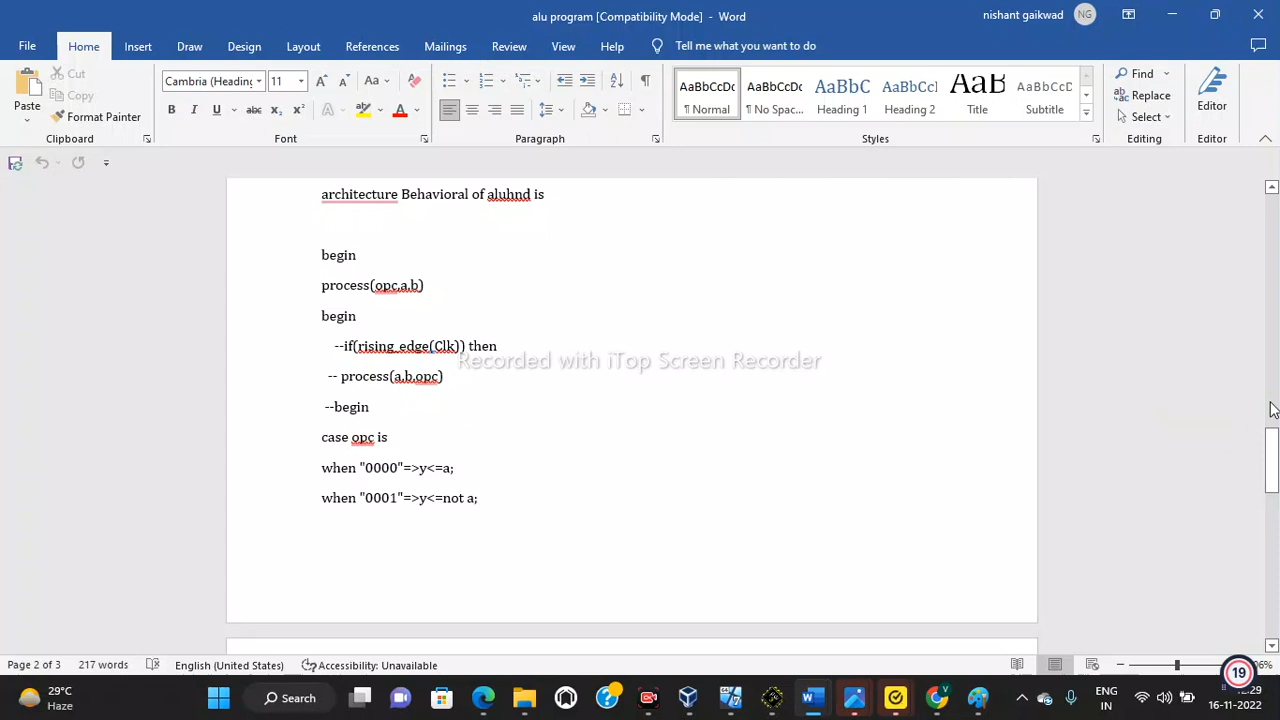 alu program [Compatibility Mode] - Word
nishant gaikwad NG
File Home Insert Draw Design Layout References Mailings Review View Help Tell me what you want to do
Paste
Cut
Copy
Format Painter
Clipboard
Cambria (Heading 11
Font
Paragraph
AaBbCcDc AaBbCcDc AaBbC AaBbCcI AaB AaBbCcDc
¶ Normal ¶ No Spac... Heading 1 Heading 2 Title Subtitle
Styles
Find
Replace
Select
Editing
Editor
Editor
architecture Behavioral of aluhnd is
begin
process(opc,a,b)
begin
--if(rising_edge(Clk)) then
-- process(a,b,opc)
--begin
case opc is
when "0000"=>y<=a;
when "0001"=>y<=not a;
Recorded with iTop Screen Recorder
Page 2 of 3 217 words English (United States) Accessibility: Unavailable
29°C
Haze
Search
ENG
IN
19
16-11-2022